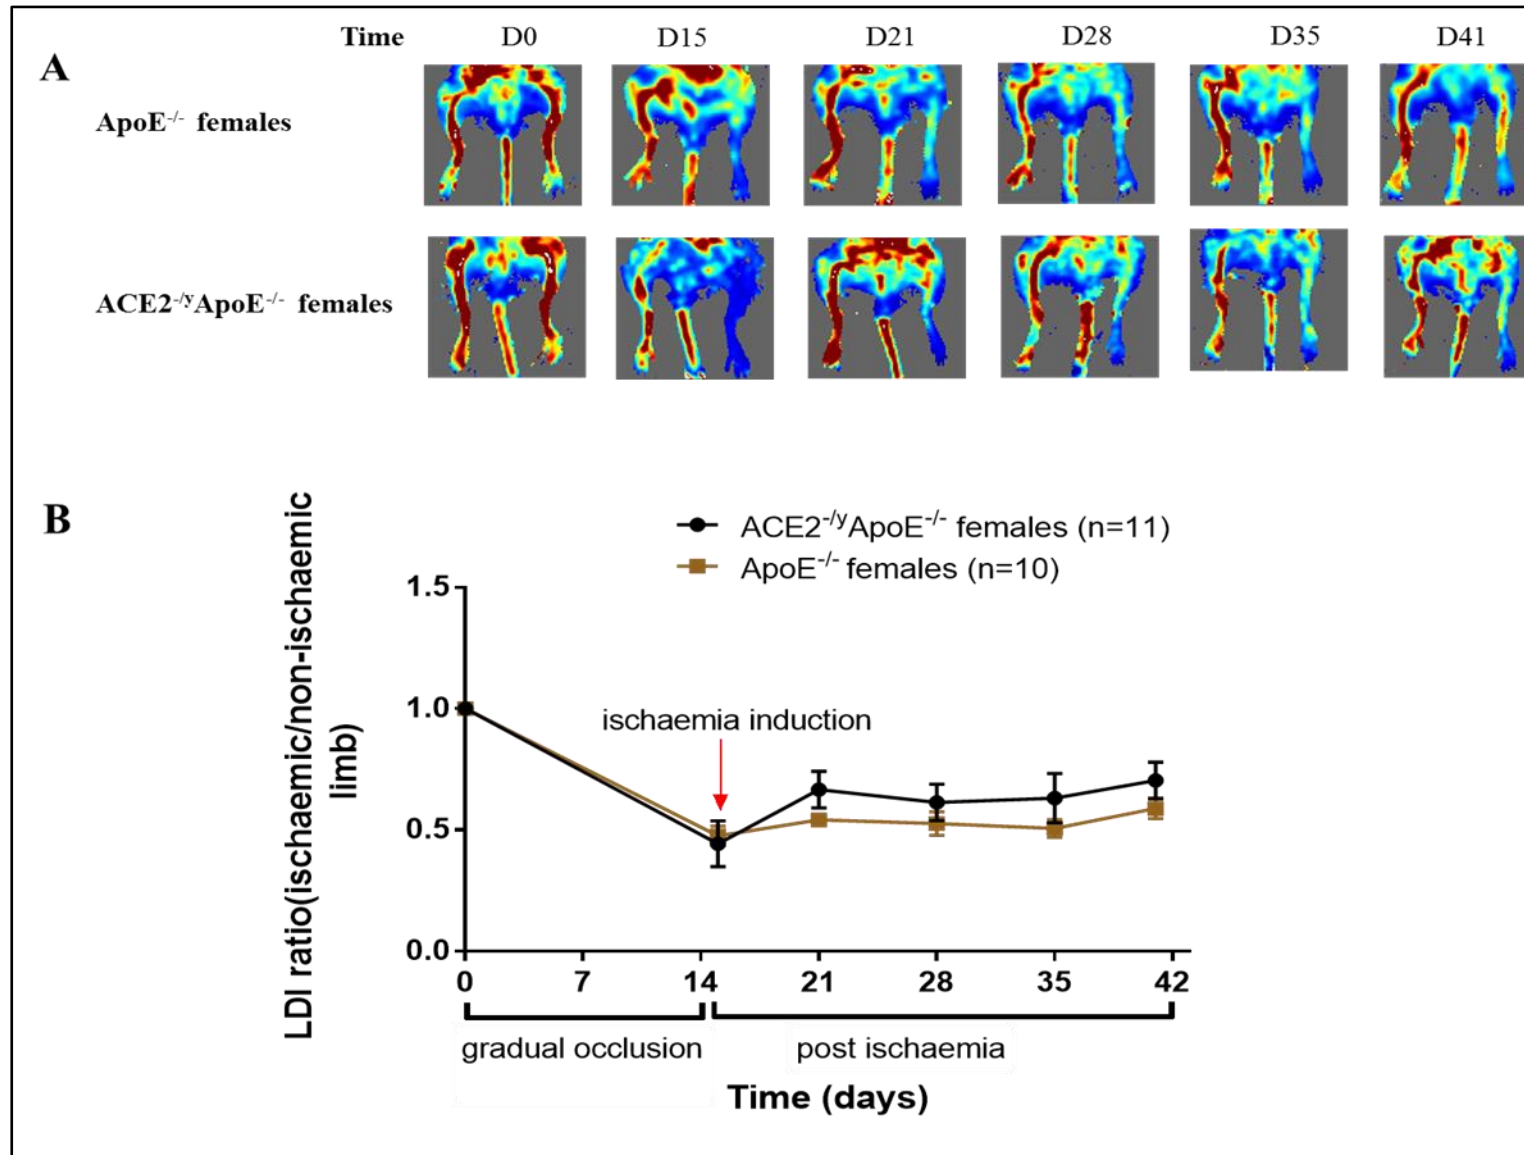 Time D0 D15 D21 D28 D35 D41
A
ApoE-/- females
ACE2-/yApoE-/- females
B
ACE2-/yApoE-/- females (n=11)
ApoE-/- females (n=10)
LDI ratio(ischaemic/non-ischaemic
limb)
1.5
1.0
0.5
0.0
ischaemia induction
0 7 14 21 28 35 42
gradual occlusion post ischaemia
Time (days)